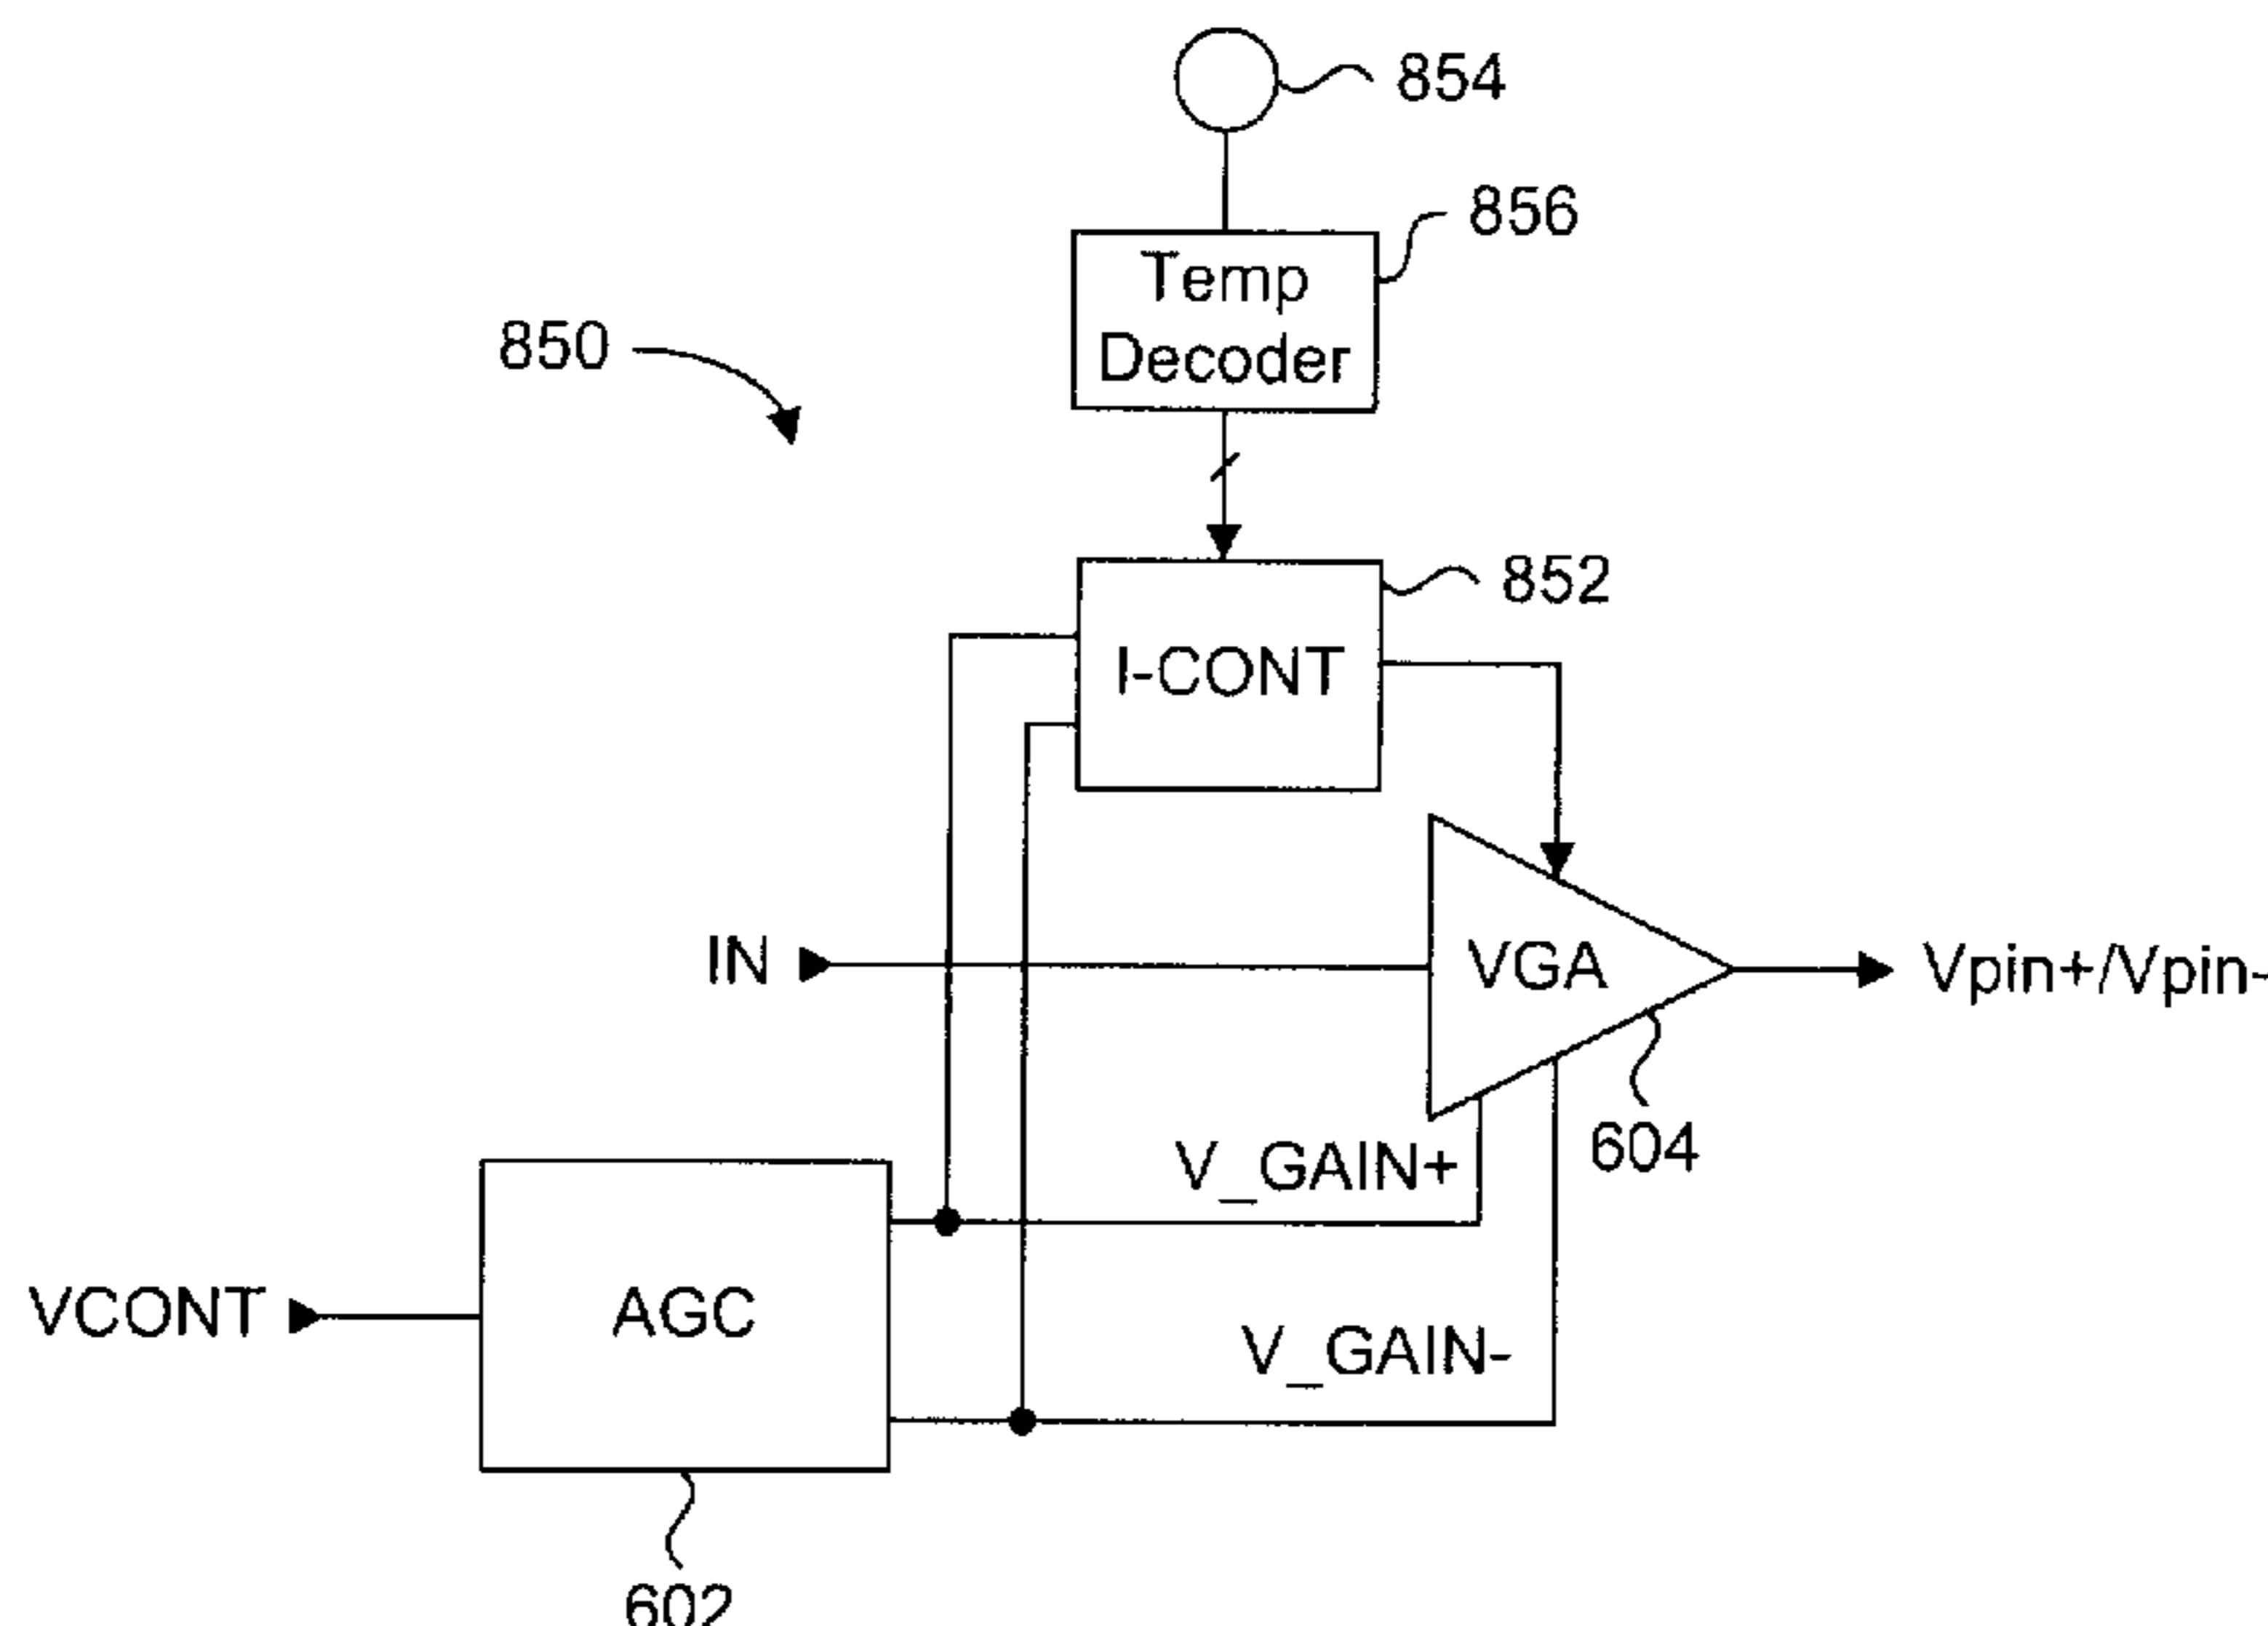 854
856
Temp
Decoder
850
852
I-CONT
IN
VGA
Vpin+/Vpin-
604
V_GAIN+
VCONT
AGC
V_GAIN-
602